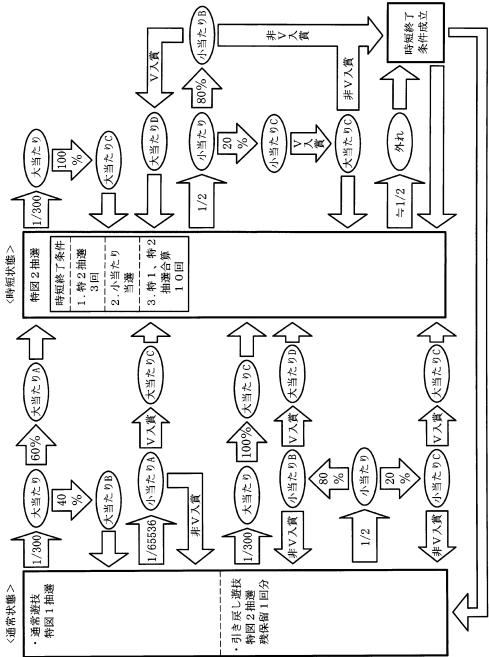 <通常状態>
・通常遊技
特図1抽選
・引き戻し遊技
特図2抽選
残保留1回分
1/300
大当たり
60%
大当たりA
40
%
大当たりB
1/65536
小当たりA
V入賞
大当たりC
非V入賞
1/300
大当たり
100%
大当たりC
1/2
小当たり
80
%
小当たりB
V入賞
大当たりD
非V入賞
20
%
小当たりC
V入賞
大当たりC
非V入賞
<時短状態>
特図2抽選
時短終了条件
1.特2抽選
3回
2.小当たり
当選
3.特1、特2
抽選合算
10回
1/300
大当たり
100
%
大当たりC
1/2
小当たり
80%
小当たりB
V入賞
大当たりD
非V
入賞
20
%
小当たりC
V
入
賞
大当たりC
非V入賞
≒1/2
外れ
時短終了
条件成立